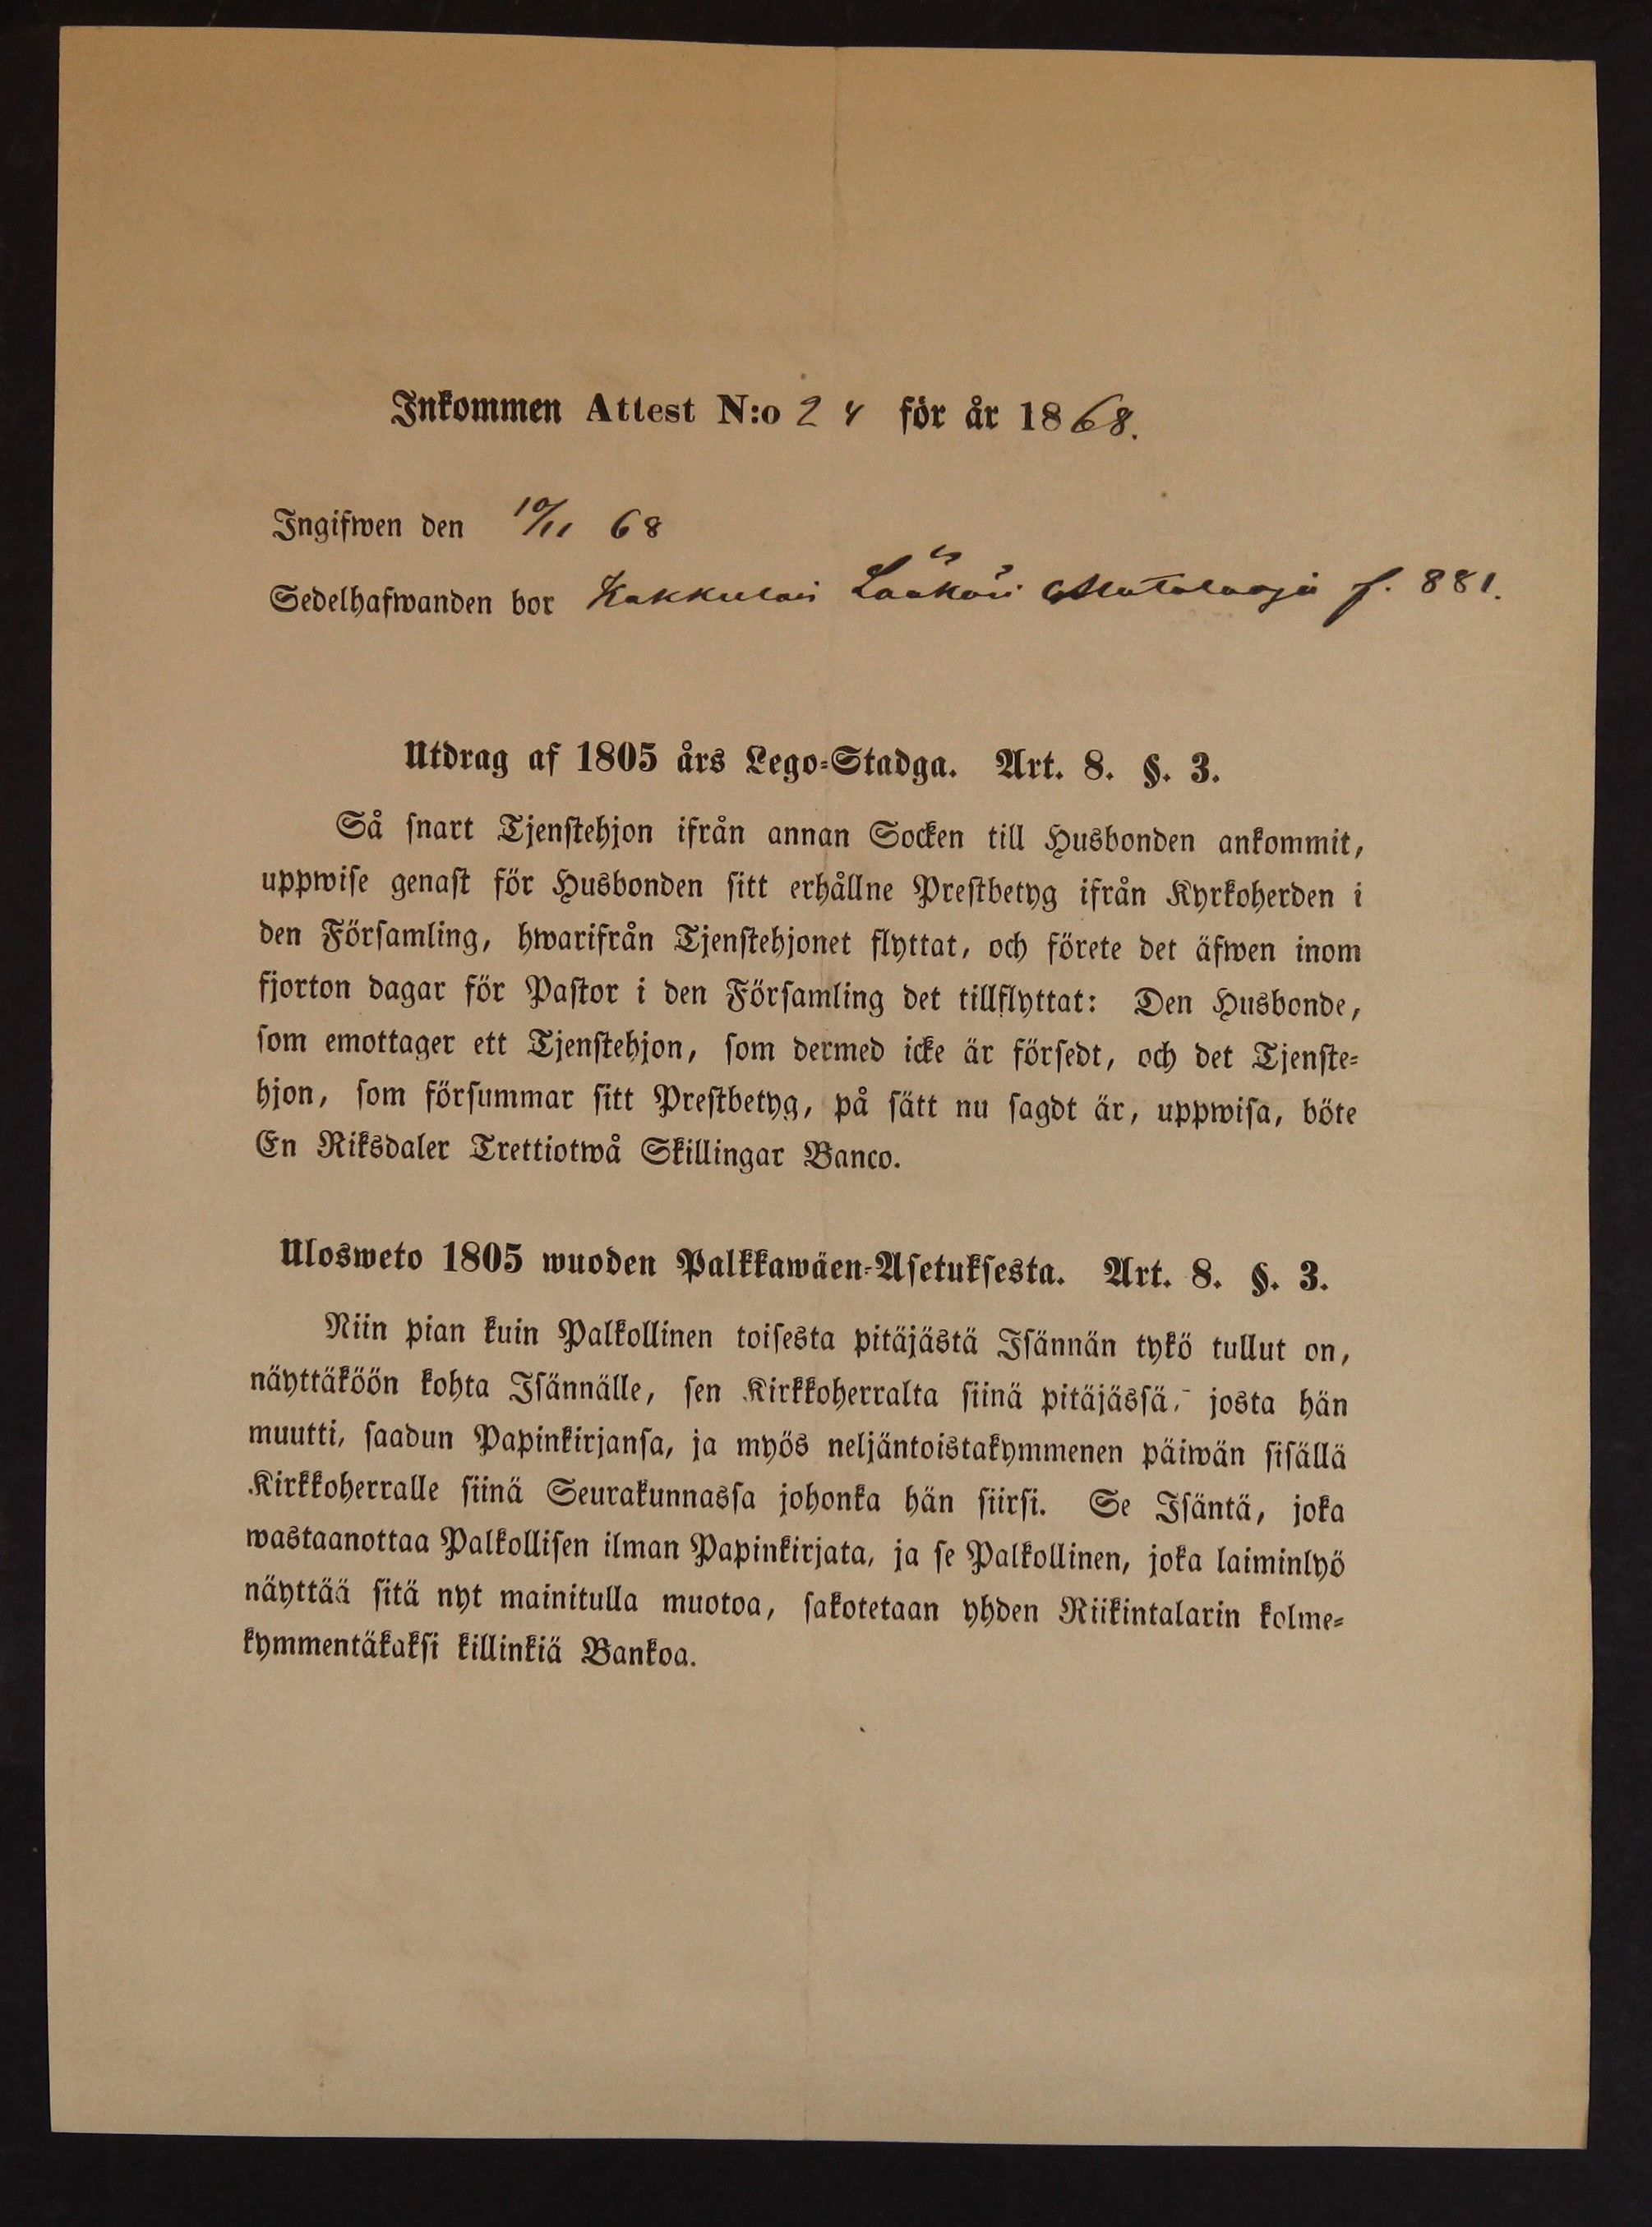 Inkommen Attest N:o 24 för år 1868.
Ingifwen den 10/11 68
Sedelhafwanden bor f. 881.
Utdrag af 1805 års Lego-Stadga. Art. 8. §. 3.
Så snart Tjenstehjon ifrån annan Socken till Husbonden ankommit,
uppwise genast för Husbonden sitt erhållne Prestbetyg ifrån Kyrkoherden i
den Församling, hwarifrån Tjenstehjonet flyttat, och förete det äfwen inom
fjorton dagar för Pastor i den Församling det tillflyttat: Den Husbonde,
som emottager ett Tjenstehjon, som dermed icke är försedt, och det Tjenste-
hjon, som försummar sitt Prestbetyg, på sätt nu sagdt är, uppwisa, böte
En Riksdaler Trettiotwå Skillingar Banco.
Ulosweto 1805 wuoden Palkkawäen-Asetuksesta. Art. 8. §. 3.
Niin pian kuin Palkollinen toisesta pitäjästä Isännän tykö tullut on,
näyttäköön kohta Isännälle, sen Kirkkoherralta siinä pitäjässä, josta hän
muutti, saadun Papinkirjansa, ja myös neljäntoistakymmenen päiwän sisällä
Kirkkoherralle siinä Seurakunnassa johonka hän siirsi. Se Isäntä, joka
wastaanottaa Palkollisen ilman Papinkirjata, ja se Palkollinen, joka laiminlyö
näyttää sitä nyt mainitulla muotoa, sakotetaan yhden Riikintalarin kolme-
kymmentäkaksi killinkiä Bankoa.